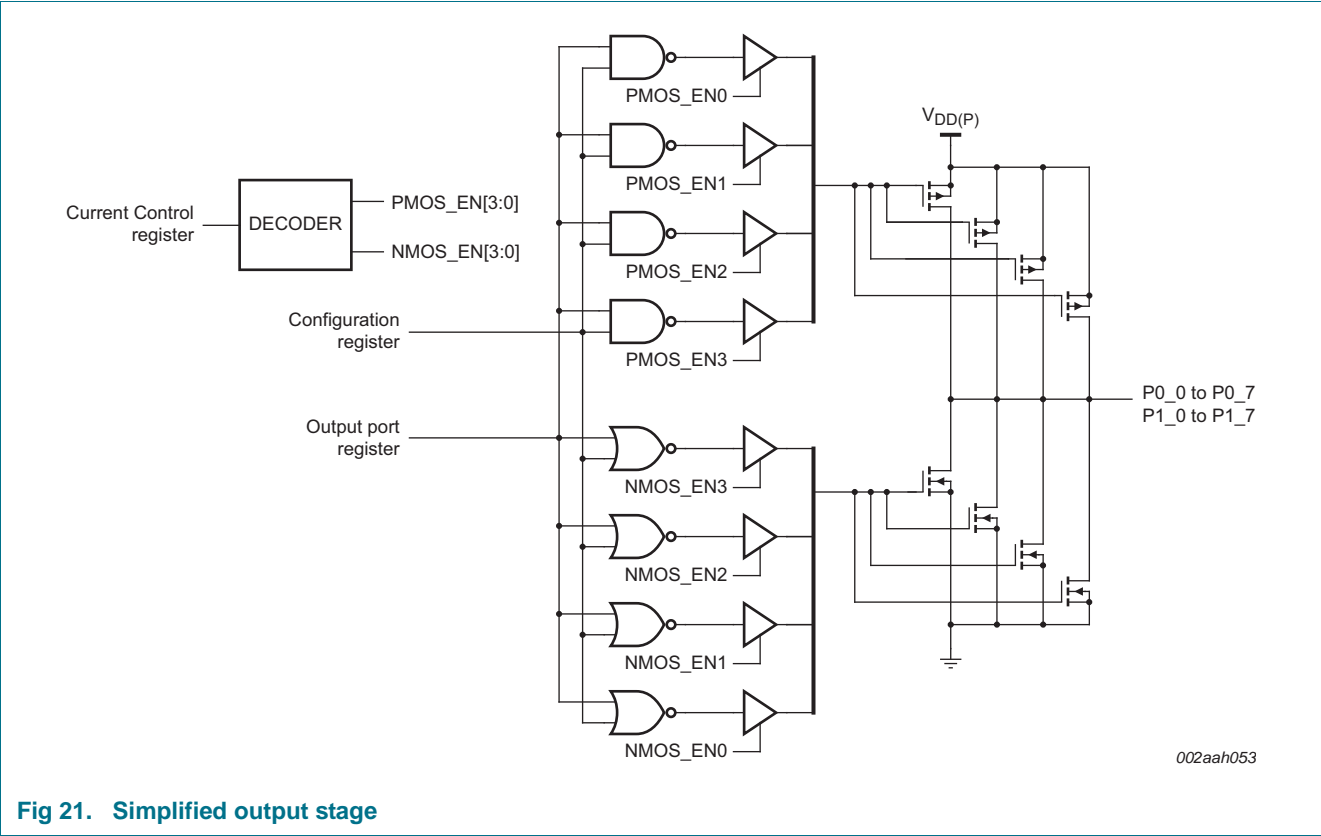 PMOS_EN0
PMOS_EN1
PMOS_EN2
PMOS_EN3
VDD(P)
Current Control
register
DECODER
PMOS_EN[3:0]
NMOS_EN[3:0]
Configuration
register
Output port
register
P0_0 to P0_7
P1_0 to P1_7
NMOS_EN3
NMOS_EN2
NMOS_EN1
NMOS_EN0
002aah053
Fig 21. Simplified output stage